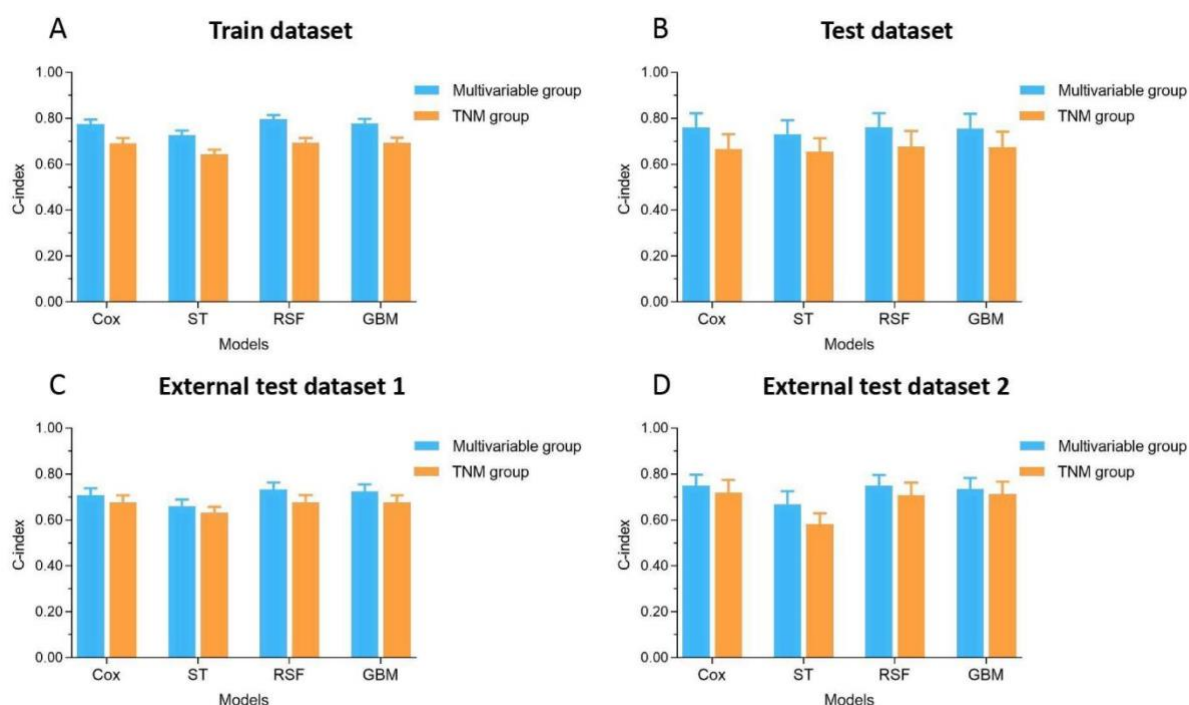 A
Train dataset
1.00
0.80
0.60
0.40
0.20
0.00
C-index
Cox
ST
RSF
GBM
Models
Multivariable group
TNM group
B
Test dataset
1.00
0.80
0.60
0.40
0.20
0.00
C-index
Cox
ST
RSF
GBM
Models
Multivariable group
TNM group
C
External test dataset 1
1.00
0.80
0.60
0.40
0.20
0.00
C-index
Cox
ST
RSF
GBM
Models
Multivariable group
TNM group
D
External test dataset 2
1.00
0.80
0.60
0.40
0.20
0.00
C-index
Cox
ST
RSF
GBM
Models
Multivariable group
TNM group